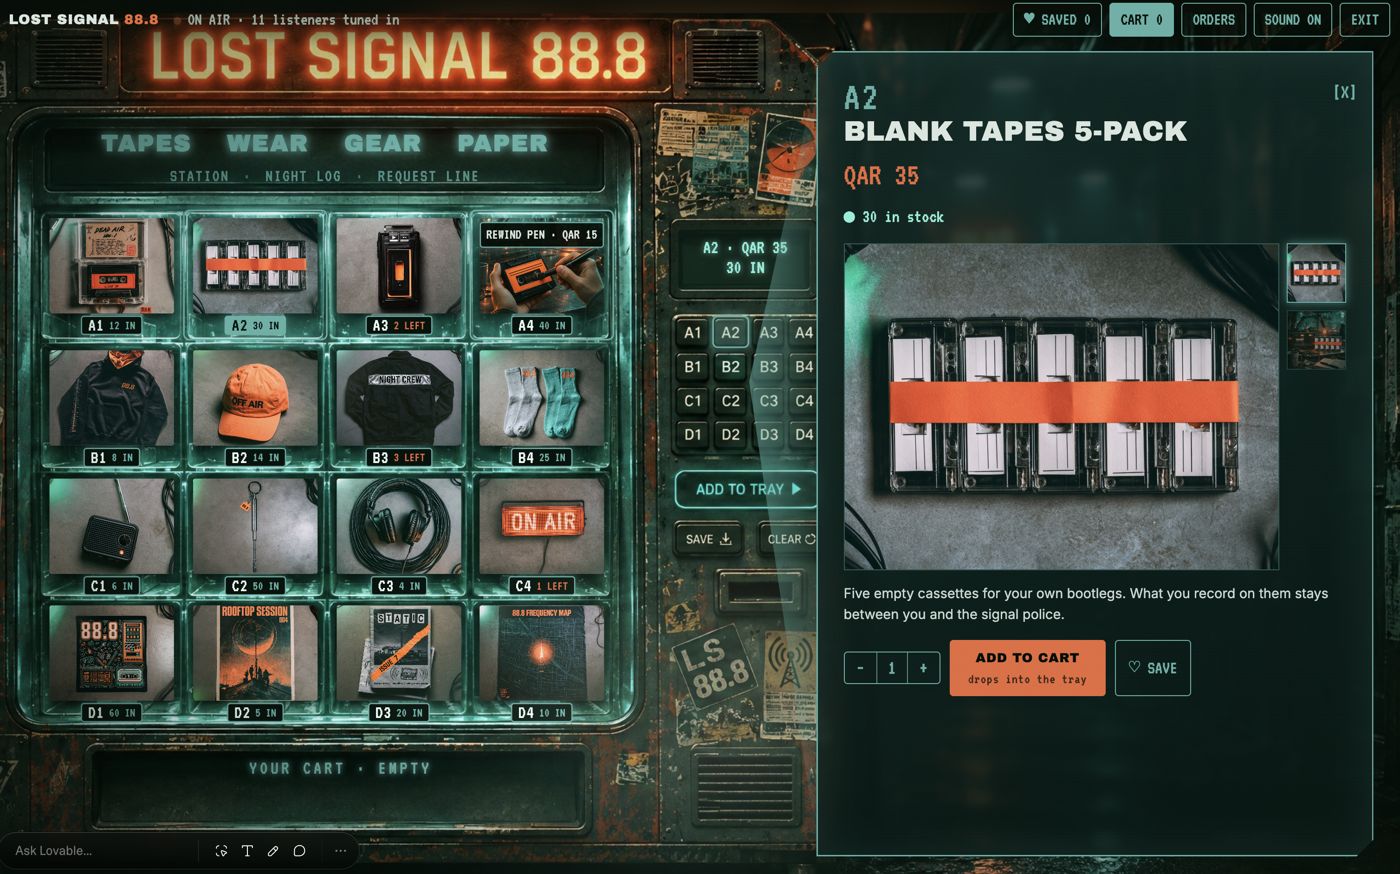 LOST SIGNAL 88.8
ON AIR · 11 listeners tuned in
♥ SAVED 0
CART 0
ORDERS
SOUND ON
EXIT
LOST SIGNAL 88.8
TAPES WEAR GEAR PAPER
STATION · NIGHT LOG · REQUEST LINE
DEAD AIR
REWIND PEN · QAR 15
A1 12 IN
A2 30 IN
A3 2 LEFT
A4 40 IN
88.8
OFF AIR
NIGHT CREW
B1 8 IN
B2 14 IN
B3 3 LEFT
B4 25 IN
ON AIR
C1 6 IN
C2 50 IN
C3 4 IN
C4 1 LEFT
88.8
ROOFTOP SESSION
004
STATIC
ISSUE 7
88.8 FREQUENCY MAP
D1 60 IN
D2 5 IN
D3 20 IN
D4 10 IN
YOUR CART · EMPTY
A2 · QAR 35
30 IN
A1 A2 A3 A4
B1 B2 B3 B4
C1 C2 C3 C4
D1 D2 D3 D4
ADD TO TRAY
SAVE
CLEAR
L.S
88.8
A2
[X]
BLANK TAPES 5-PACK
QAR 35
30 in stock
Five empty cassettes for your own bootlegs. What you record on them stays
between you and the signal police.
- 1 +
ADD TO CART
drops into the tray
♡ SAVE
Ask Lovable...